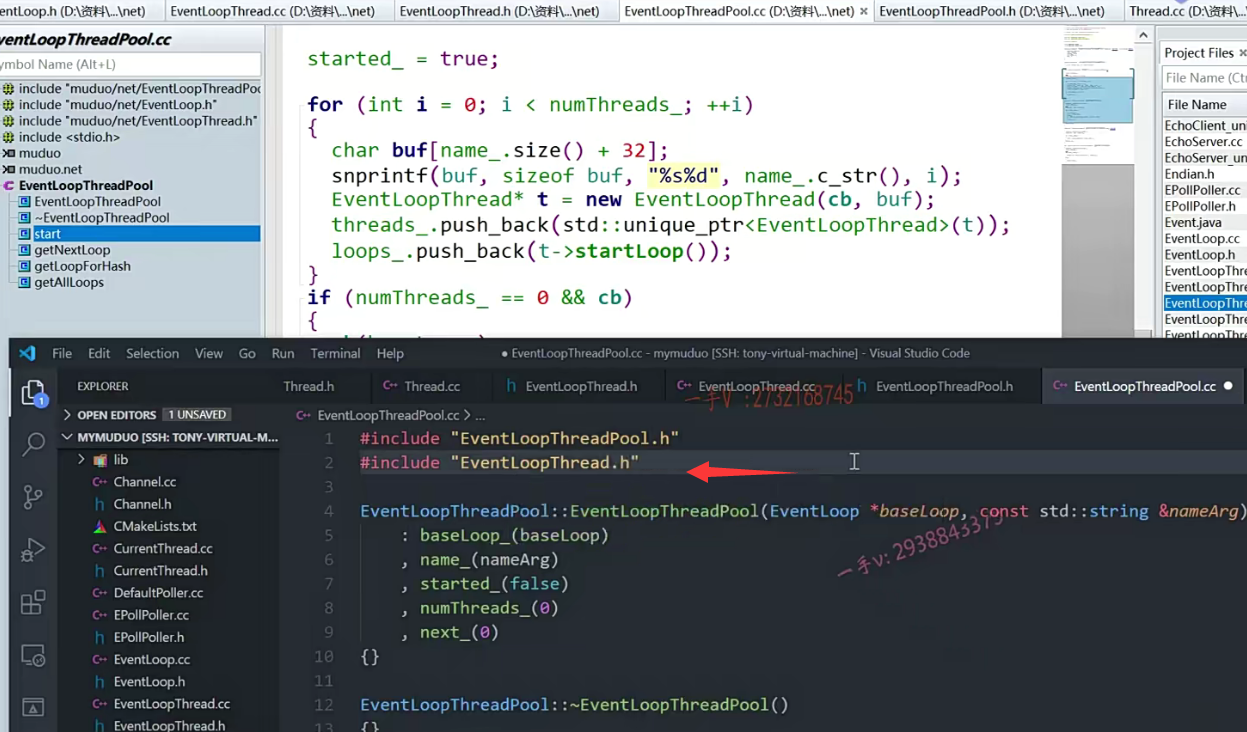 entLoop.h (D:\资料\...\net)
EventLoopThread.cc (D:\资料\...\net)
EventLoopThread.h (D:\资料\...\net)
EventLoopThreadPool.cc (D:\资料\...\net) ×
EventLoopThreadPool.h (D:\资料\...\net)
Thread.cc (D:\资料\...\
ventLoopThreadPool.cc
ymbol Name (Alt+L)
include "muduo/net/EventLoopThreadPoo
include "muduo/net/EventLoop.h"
include "muduo/net/EventLoopThread.h"
include <stdio.h>
muduo
muduo.net
EventLoopThreadPool
EventLoopThreadPool
~EventLoopThreadPool
start
getNextLoop
getLoopForHash
getAllLoops
started_ = true;
for (int i = 0; i < numThreads_; ++i)
{
char buf[name_.size() + 32];
snprintf(buf, sizeof buf, "%s%d", name_.c_str(), i);
EventLoopThread* t = new EventLoopThread(cb, buf);
threads_.push_back(std::unique_ptr<EventLoopThread>(t));
loops_.push_back(t->startLoop());
}
if (numThreads_ == 0 && cb)
{
Project Files ×
File Name (Ctr
File Name
EchoClient_uni
EchoServer.cc
EchoServer_un
Endian.h
EPollPoller.cc
EPollPoller.h
Event.java
EventLoop.cc
EventLoop.h
EventLoopThre
EventLoopThre
EventLoopThre
EventLoopThre
EventLoopThre
File Edit Selection View Go Run Terminal Help
● EventLoopThreadPool.cc - mymuduo [SSH: tony-virtual-machine] - Visual Studio Code
1
EXPLORER
Thread.h
Thread.cc
EventLoopThread.h
EventLoopThread.cc
EventLoopThreadPool.h
EventLoopThreadPool.cc ●
一手V :2732168745
OPEN EDITORS 1 UNSAVED
MYMUDUO [SSH: TONY-VIRTUAL-M...
lib
Channel.cc
Channel.h
CMakeLists.txt
CurrentThread.cc
CurrentThread.h
DefaultPoller.cc
EPollPoller.cc
EPollPoller.h
EventLoop.cc
EventLoop.h
EventLoopThread.cc
EventLoopThread.h
EventLoopThreadPool.cc > ...
1 #include "EventLoopThreadPool.h"
2 #include "EventLoopThread.h"
3
4 EventLoopThreadPool::EventLoopThreadPool(EventLoop *baseLoop, const std::string &nameArg)
5 : baseLoop_(baseLoop)
6 , name_(nameArg)
7 , started_(false)
8 , numThreads_(0)
9 , next_(0)
10 {}
11
12 EventLoopThreadPool::~EventLoopThreadPool()
13 {}
一手v: 2938843375